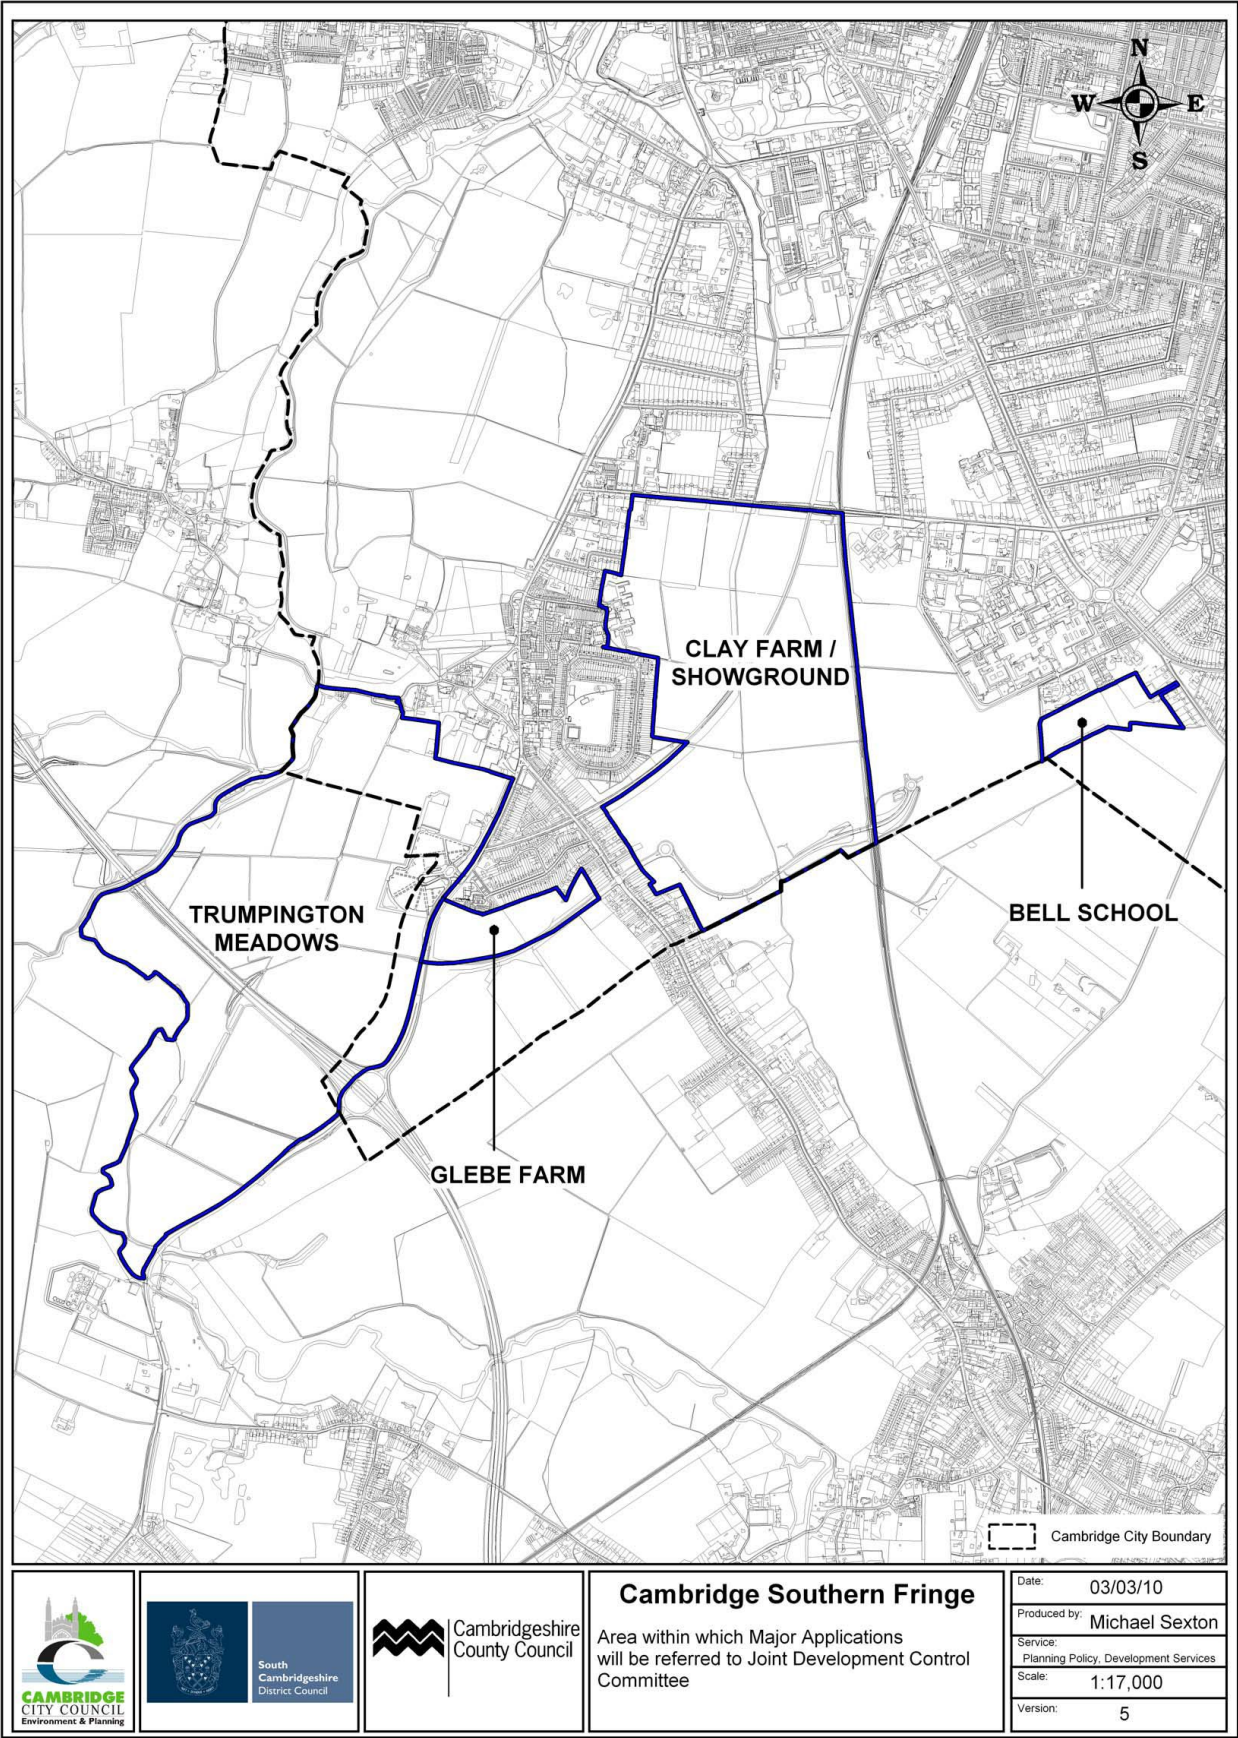 N
W
E
S
CLAY FARM /
SHOWGROUND
TRUMPINGTON
MEADOWS
BELL SCHOOL
GLEBE FARM
Cambridge City Boundary
CAMBRIDGE
CITY COUNCIL
Environment & Planning
South
Cambridgeshire
District Council
Cambridgeshire
County Council
Cambridge Southern Fringe
Area within which Major Applications
will be referred to Joint Development Control
Committee
Date: 03/03/10
Produced by: Michael Sexton
Service:
Planning Policy, Development Services
Scale: 1:17,000
Version: 5